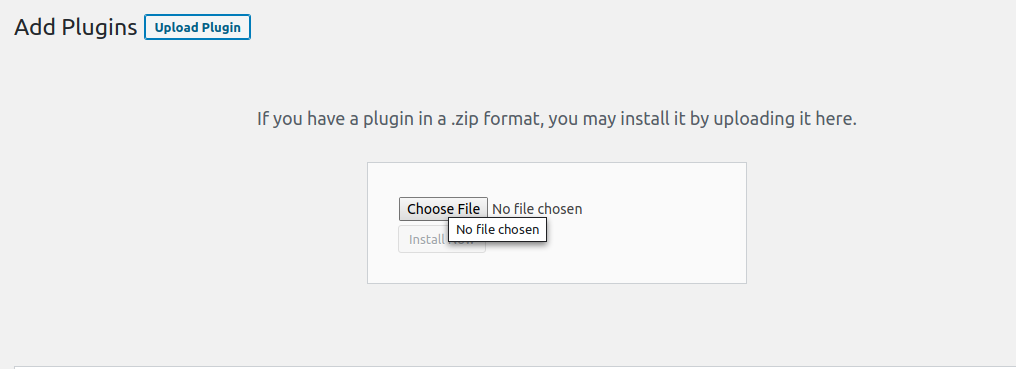 Add Plugins Upload Plugin
If you have a plugin in a .zip format, you may install it by uploading it here.
Choose File No file chosen
No file chosen
Install